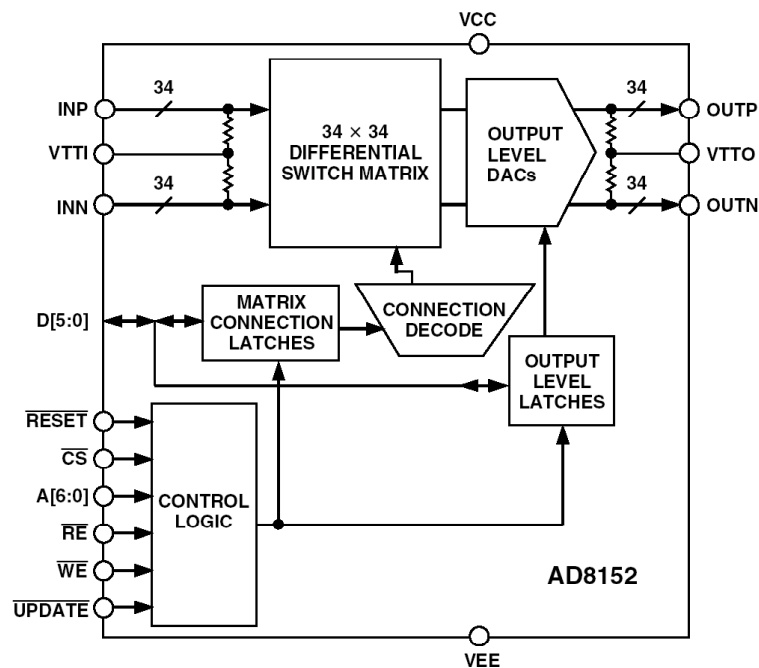 VCC
34
34
INP
OUTP
34 × 34
DIFFERENTIAL
SWITCH MATRIX
OUTPUT
LEVEL
DACs
VTTI
VTTO
34
34
INN
OUTN
D[5:0]
MATRIX
CONNECTION
LATCHES
CONNECTION
DECODE
OUTPUT
LEVEL
LATCHES
RESET
CS
A[6:0]
RE
WE
UPDATE
CONTROL
LOGIC
AD8152
VEE